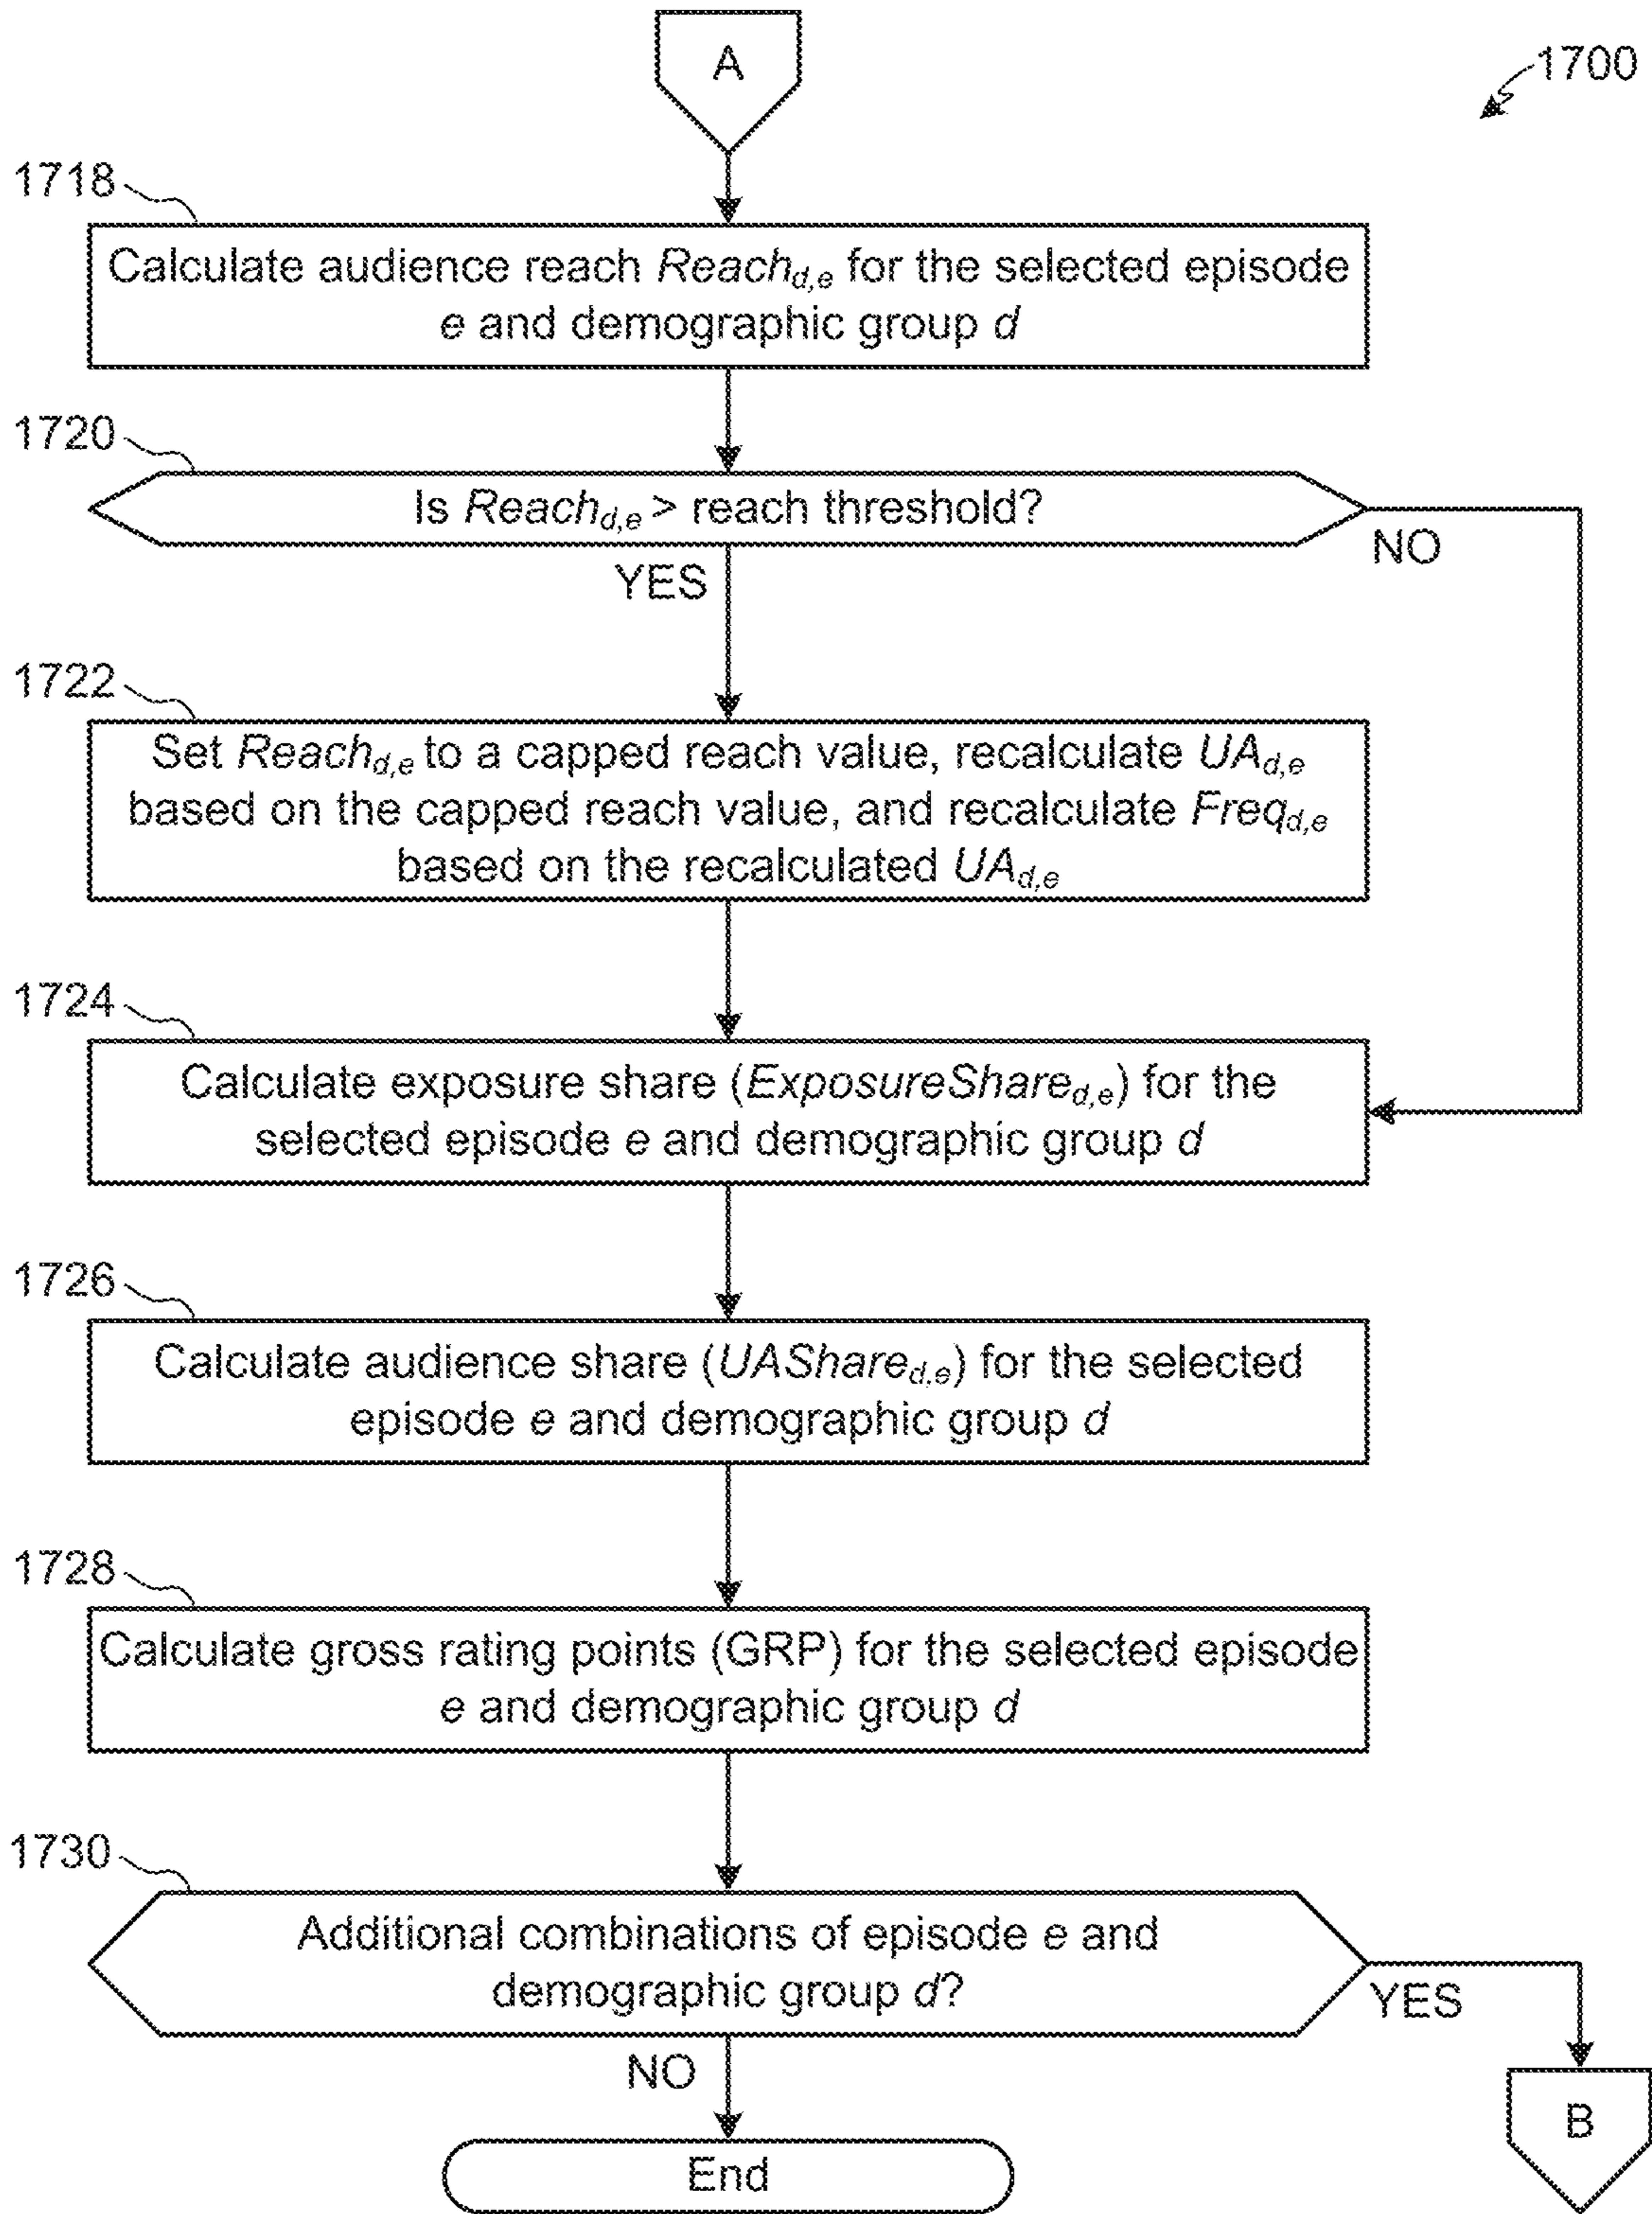 A
1700
1718
Calculate audience reach Reach_{d,e} for the selected episode
e and demographic group d
1720
Is Reach_{d,e} > reach threshold?
NO
YES
1722
Set Reach_{d,e} to a capped reach value, recalculate UA_{d,e}
based on the capped reach value, and recalculate Freq_{d,e}
based on the recalculated UA_{d,e}
1724
Calculate exposure share (ExposureShare_{d,e}) for the
selected episode e and demographic group d
1726
Calculate audience share (UAShare_{d,e}) for the selected
episode e and demographic group d
1728
Calculate gross rating points (GRP) for the selected episode
e and demographic group d
1730
Additional combinations of episode e and
demographic group d?
YES
NO
B
End